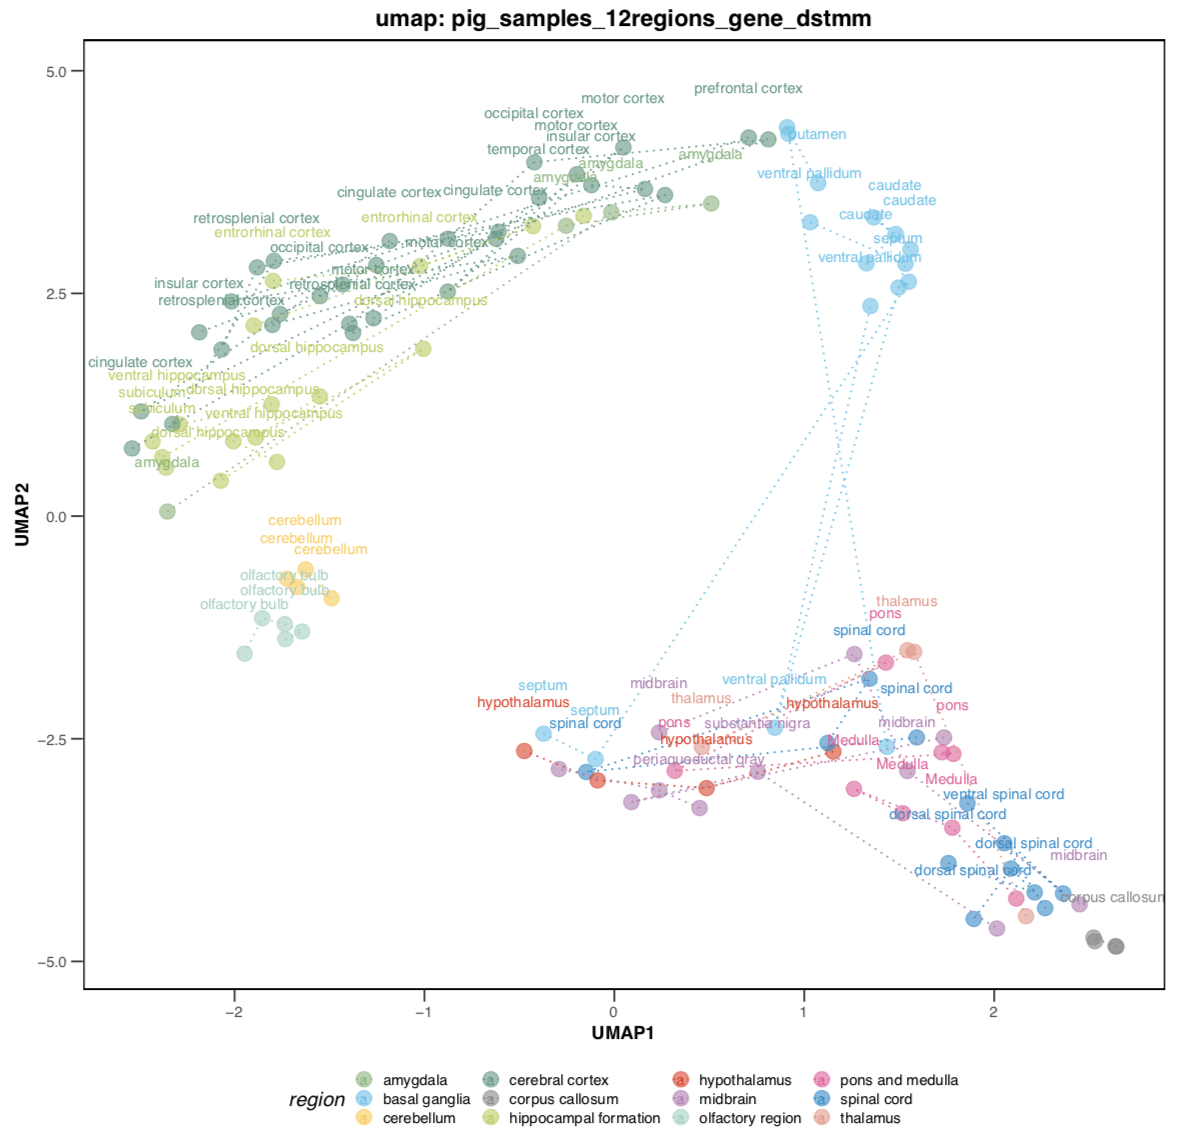 umap: pig_samples_12regions_gene_dstmm
5.0
2.5
0.0
−2.5
−5.0
UMAP2
prefrontal cortex
motor cortex
occipital cortex
motor cortex
putamen
insular cortex
temporal cortex
amygdala
amygdala
ventral pallidum
amygdala
caudate
cingulate cortex
cingulate cortex
caudate
caudate
retrosplenial cortex
entrorhinal cortex
entrorhinal cortex
septum
motor cortex
occipital cortex
ventral pallidum
motor cortex
insular cortex
retrosplenial cortex
retrosplenial cortex
dorsal hippocampus
dorsal hippocampus
cingulate cortex
ventral hippocampus
subiculum
dorsal hippocampus
subiculum
ventral hippocampus
dorsal hippocampus
amygdala
cerebellum
cerebellum
cerebellum
olfactory bulb
olfactory bulb
olfactory bulb
thalamus
pons
spinal cord
septum
midbrain
ventral pallidum
spinal cord
hypothalamus
thalamus
hypothalamus
pons
septum
spinal cord
pons
substantia nigra
midbrain
hypothalamus
Medulla
periaqueductal gray
Medulla
Medulla
ventral spinal cord
dorsal spinal cord
dorsal spinal cord
midbrain
dorsal spinal cord
corpus callosum
−2
−1
0
1
2
UMAP1
region
a amygdala
a basal ganglia
a cerebellum
a cerebral cortex
a corpus callosum
a hippocampal formation
a hypothalamus
a midbrain
a olfactory region
a pons and medulla
a spinal cord
a thalamus